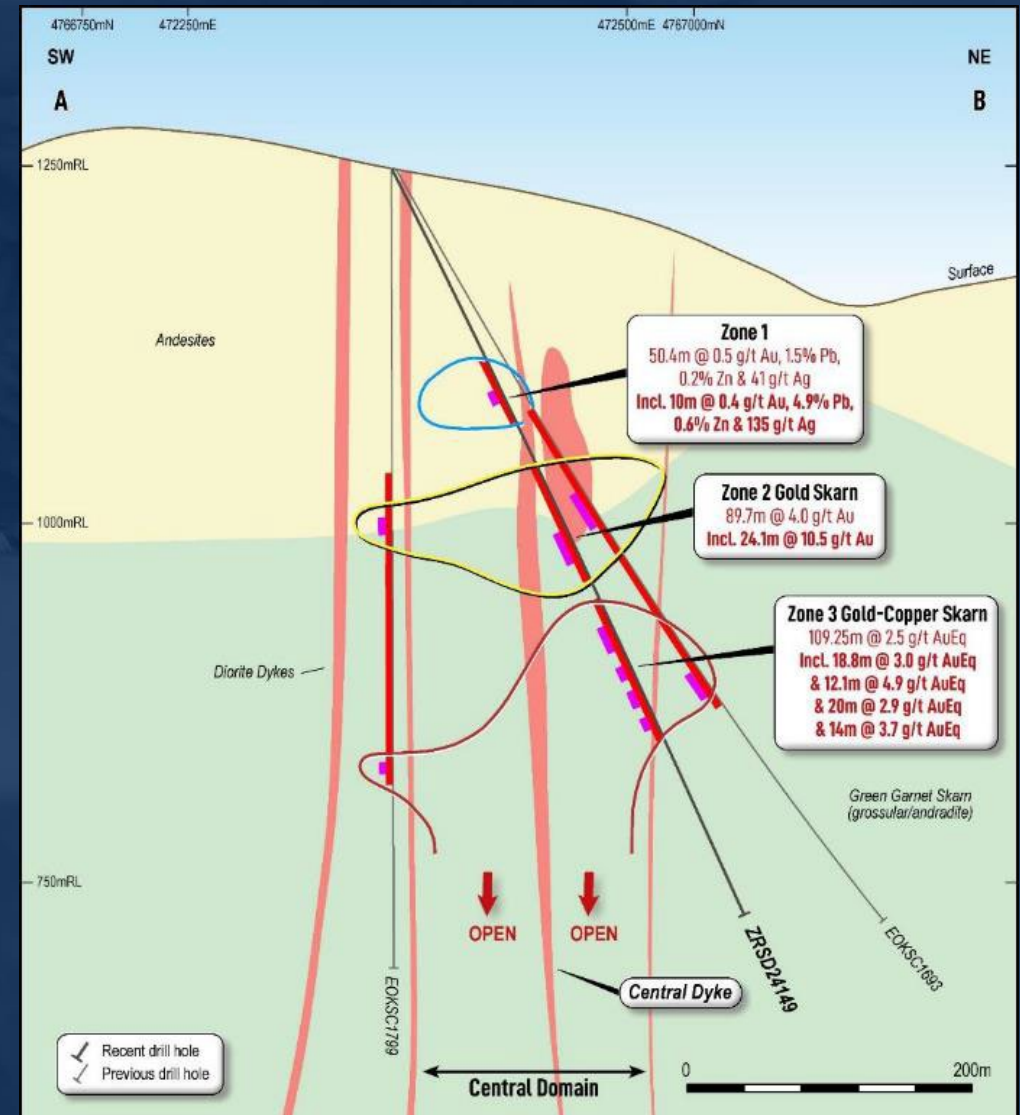 4766750mN
472250mE
472500mE 4767000mN
SW
NE
A
B
1250mRL
Surface
Andesites
Zone 1
50.4m @ 0.5 g/t Au, 1.5% Pb,
0.2% Zn & 41 g/t Ag
Incl. 10m @ 0.4 g/t Au, 4.9% Pb,
0.6% Zn & 135 g/t Ag
Zone 2 Gold Skarn
89.7m @ 4.0 g/t Au
Incl. 24.1m @ 10.5 g/t Au
1000mRL
Zone 3 Gold-Copper Skarn
109.25m @ 2.5 g/t AuEq
Incl. 18.8m @ 3.0 g/t AuEq
& 12.1m @ 4.9 g/t AuEq
& 20m @ 2.9 g/t AuEq
& 14m @ 3.7 g/t AuEq
Diorite Dykes
Green Garnet Skarn
(grossular/andradite)
750mRL
OPEN
OPEN
EOKSC1799
ZRSD24149
EOKSC1693
Central Dyke
Recent drill hole
Previous drill hole
Central Domain
0
200m